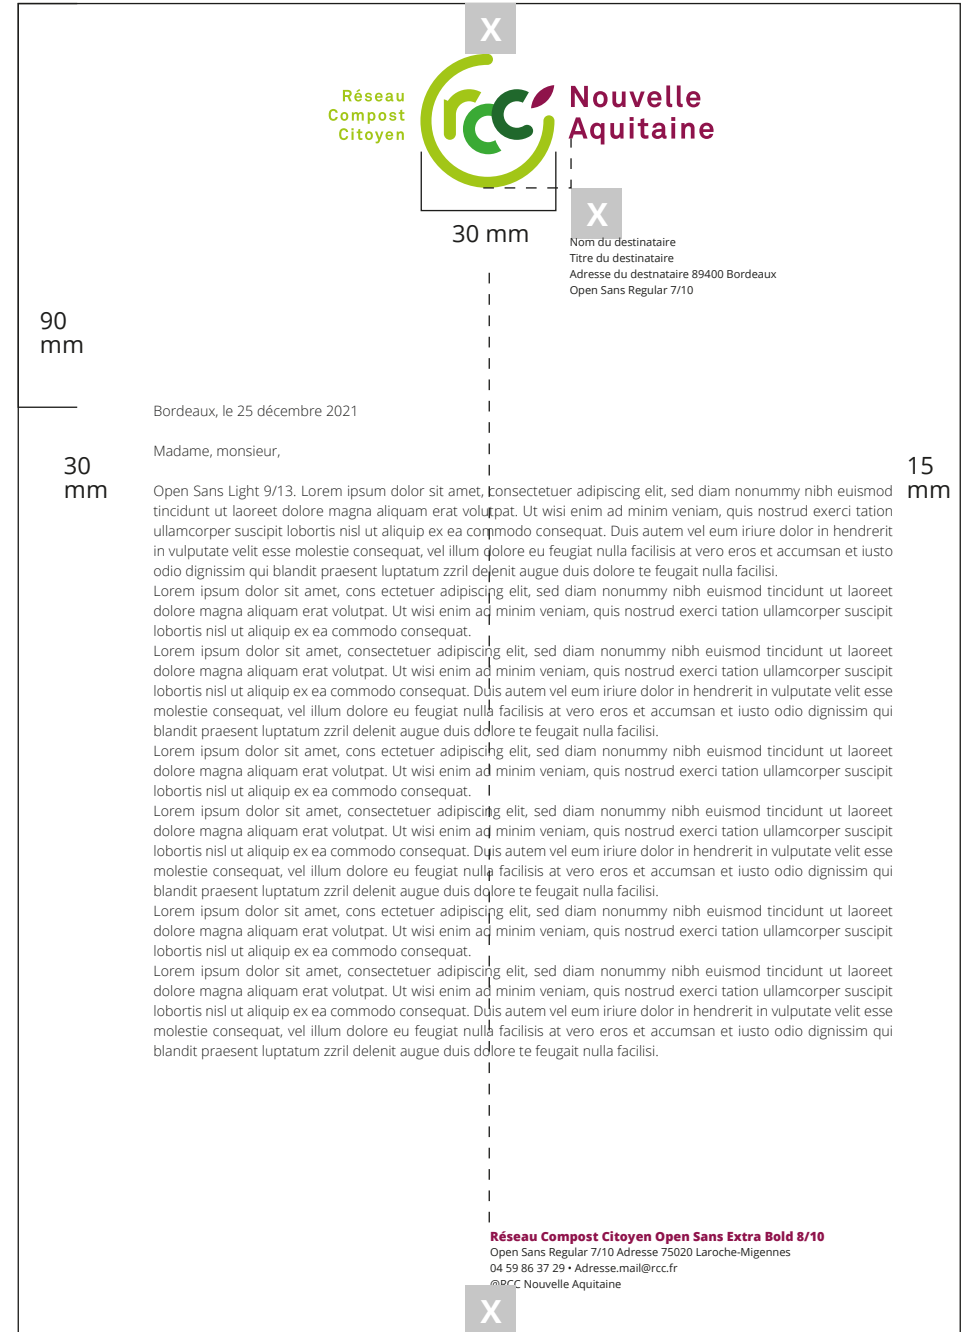 X
Réseau
Compost
Citoyen
rcc
Nouvelle
Aquitaine
30 mm
X
Nom du destinataire
Titre du destinataire
Adresse du destnataire 89400 Bordeaux
Open Sans Regular 7/10
90
mm
Bordeaux, le 25 décembre 2021
Madame, monsieur,
30
mm
15
mm
Open Sans Light 9/13. Lorem ipsum dolor sit amet, consectetuer adipiscing elit, sed diam nonummy nibh euismod
tincidunt ut laoreet dolore magna aliquam erat volutpat. Ut wisi enim ad minim veniam, quis nostrud exerci tation
ullamcorper suscipit lobortis nisl ut aliquip ex ea commodo consequat. Duis autem vel eum iriure dolor in hendrerit
in vulputate velit esse molestie consequat, vel illum dolore eu feugiat nulla facilisis at vero eros et accumsan et iusto
odio dignissim qui blandit praesent luptatum zzril delenit augue duis dolore te feugait nulla facilisi.
Lorem ipsum dolor sit amet, cons ectetuer adipiscing elit, sed diam nonummy nibh euismod tincidunt ut laoreet
dolore magna aliquam erat volutpat. Ut wisi enim ad minim veniam, quis nostrud exerci tation ullamcorper suscipit
lobortis nisl ut aliquip ex ea commodo consequat.
Lorem ipsum dolor sit amet, consectetuer adipiscing elit, sed diam nonummy nibh euismod tincidunt ut laoreet
dolore magna aliquam erat volutpat. Ut wisi enim ad minim veniam, quis nostrud exerci tation ullamcorper suscipit
lobortis nisl ut aliquip ex ea commodo consequat. Duis autem vel eum iriure dolor in hendrerit in vulputate velit esse
molestie consequat, vel illum dolore eu feugiat nulla facilisis at vero eros et accumsan et iusto odio dignissim qui
blandit praesent luptatum zzril delenit augue duis dolore te feugait nulla facilisi.
Lorem ipsum dolor sit amet, cons ectetuer adipiscing elit, sed diam nonummy nibh euismod tincidunt ut laoreet
dolore magna aliquam erat volutpat. Ut wisi enim ad minim veniam, quis nostrud exerci tation ullamcorper suscipit
lobortis nisl ut aliquip ex ea commodo consequat.
Lorem ipsum dolor sit amet, consectetuer adipiscing elit, sed diam nonummy nibh euismod tincidunt ut laoreet
dolore magna aliquam erat volutpat. Ut wisi enim ad minim veniam, quis nostrud exerci tation ullamcorper suscipit
lobortis nisl ut aliquip ex ea commodo consequat. Duis autem vel eum iriure dolor in hendrerit in vulputate velit esse
molestie consequat, vel illum dolore eu feugiat nulla facilisis at vero eros et accumsan et iusto odio dignissim qui
blandit praesent luptatum zzril delenit augue duis dolore te feugait nulla facilisi.
Lorem ipsum dolor sit amet, cons ectetuer adipiscing elit, sed diam nonummy nibh euismod tincidunt ut laoreet
dolore magna aliquam erat volutpat. Ut wisi enim ad minim veniam, quis nostrud exerci tation ullamcorper suscipit
lobortis nisl ut aliquip ex ea commodo consequat.
Lorem ipsum dolor sit amet, consectetuer adipiscing elit, sed diam nonummy nibh euismod tincidunt ut laoreet
dolore magna aliquam erat volutpat. Ut wisi enim ad minim veniam, quis nostrud exerci tation ullamcorper suscipit
lobortis nisl ut aliquip ex ea commodo consequat. Duis autem vel eum iriure dolor in hendrerit in vulputate velit esse
molestie consequat, vel illum dolore eu feugiat nulla facilisis at vero eros et accumsan et iusto odio dignissim qui
blandit praesent luptatum zzril delenit augue duis dolore te feugait nulla facilisi.
Réseau Compost Citoyen Open Sans Extra Bold 8/10
Open Sans Regular 7/10 Adresse 75020 Laroche-Migennes
04 59 86 37 29 • Adresse.mail@rcc.fr
@RCC Nouvelle Aquitaine
X